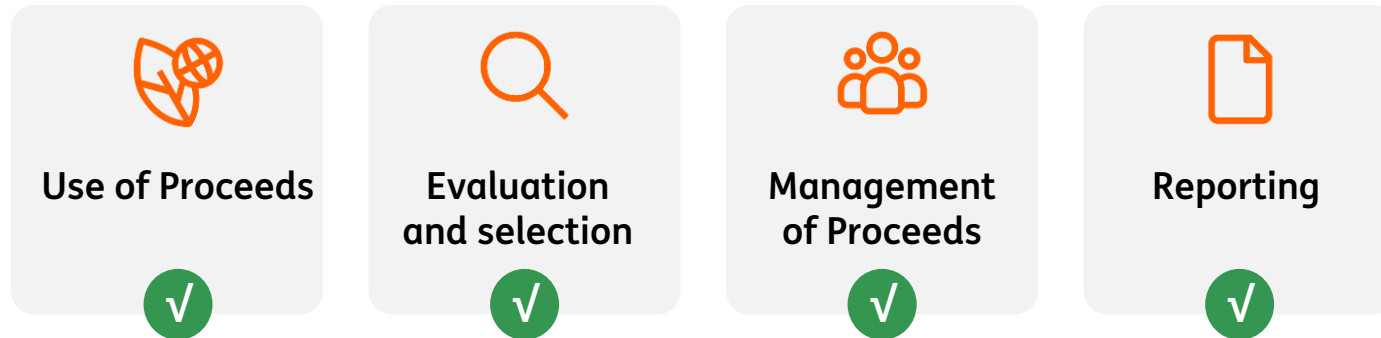 Use of Proceeds
Evaluation
and selection
Management
of Proceeds
Reporting
√
√
√
√